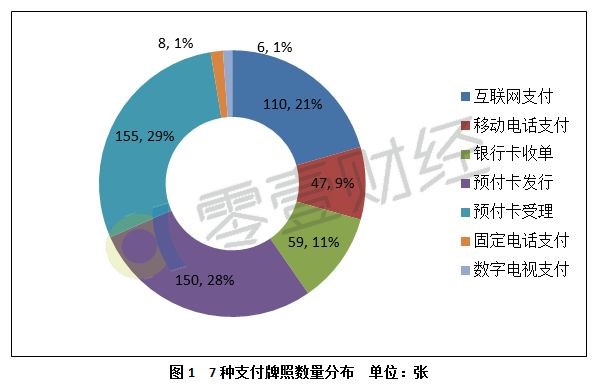 8, 1%
6, 1%
110, 21%
155, 29%
47, 9%
59, 11%
150, 28%
互联网支付
移动电话支付
银行卡收单
预付卡发行
预付卡受理
固定电话支付
数字电视支付
零壹财经
图 1 7 种支付牌照数量分布 单位：张